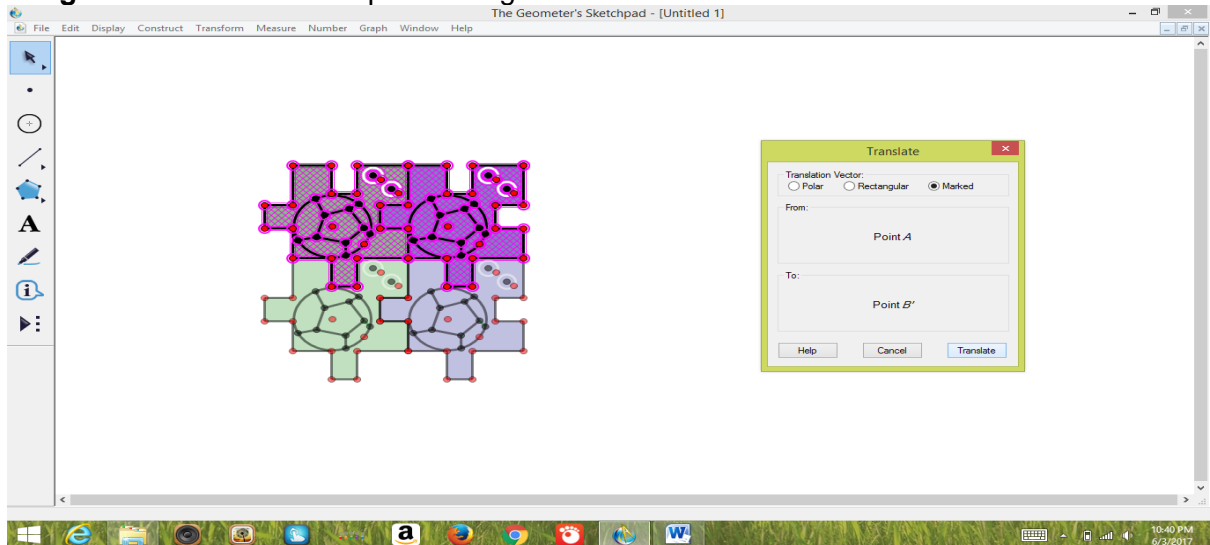 The Geometer's Sketchpad - [Untitled 1]
File Edit Display Construct Transform Measure Number Graph Window Help
A
i
Translate
Translation Vector:
Polar Rectangular Marked
From:
Point A
To:
Point B'
Help Cancel Translate
a W
10:40 PM
6/3/2017